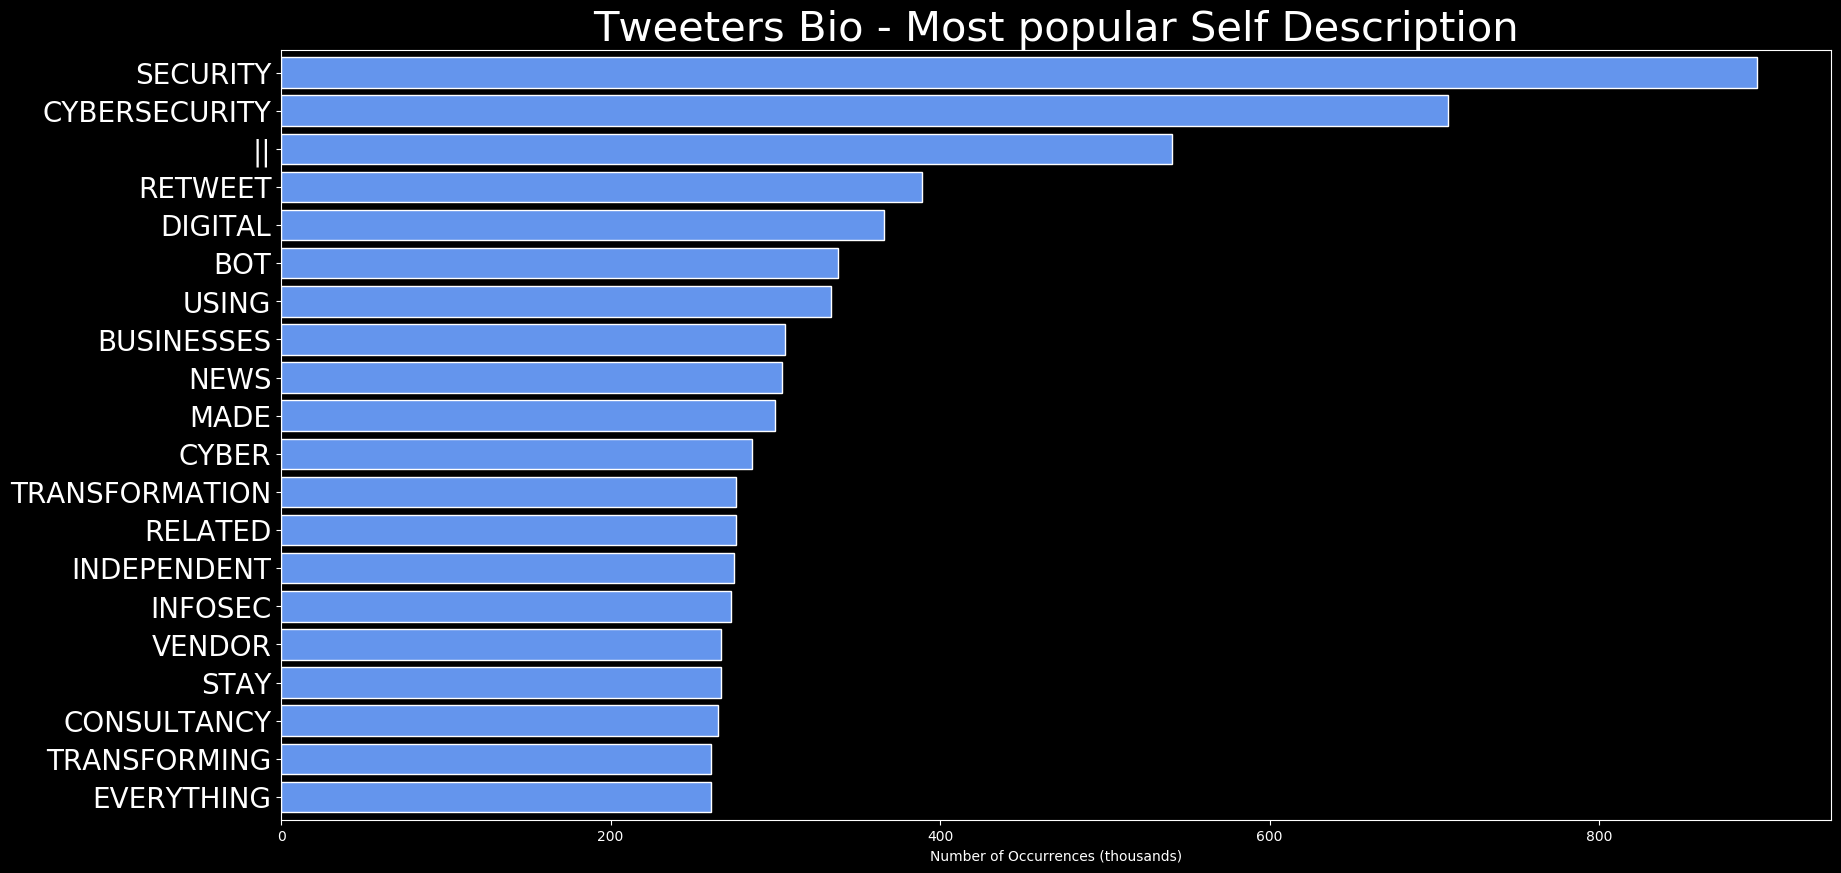 Tweeters Bio - Most popular Self Description
SECURITY
CYBERSECURITY
||
RETWEET
DIGITAL
BOT
USING
BUSINESSES
NEWS
MADE
CYBER
TRANSFORMATION
RELATED
INDEPENDENT
INFOSEC
VENDOR
STAY
CONSULTANCY
TRANSFORMING
EVERYTHING
0 200 400 600 800
Number of Occurrences (thousands)